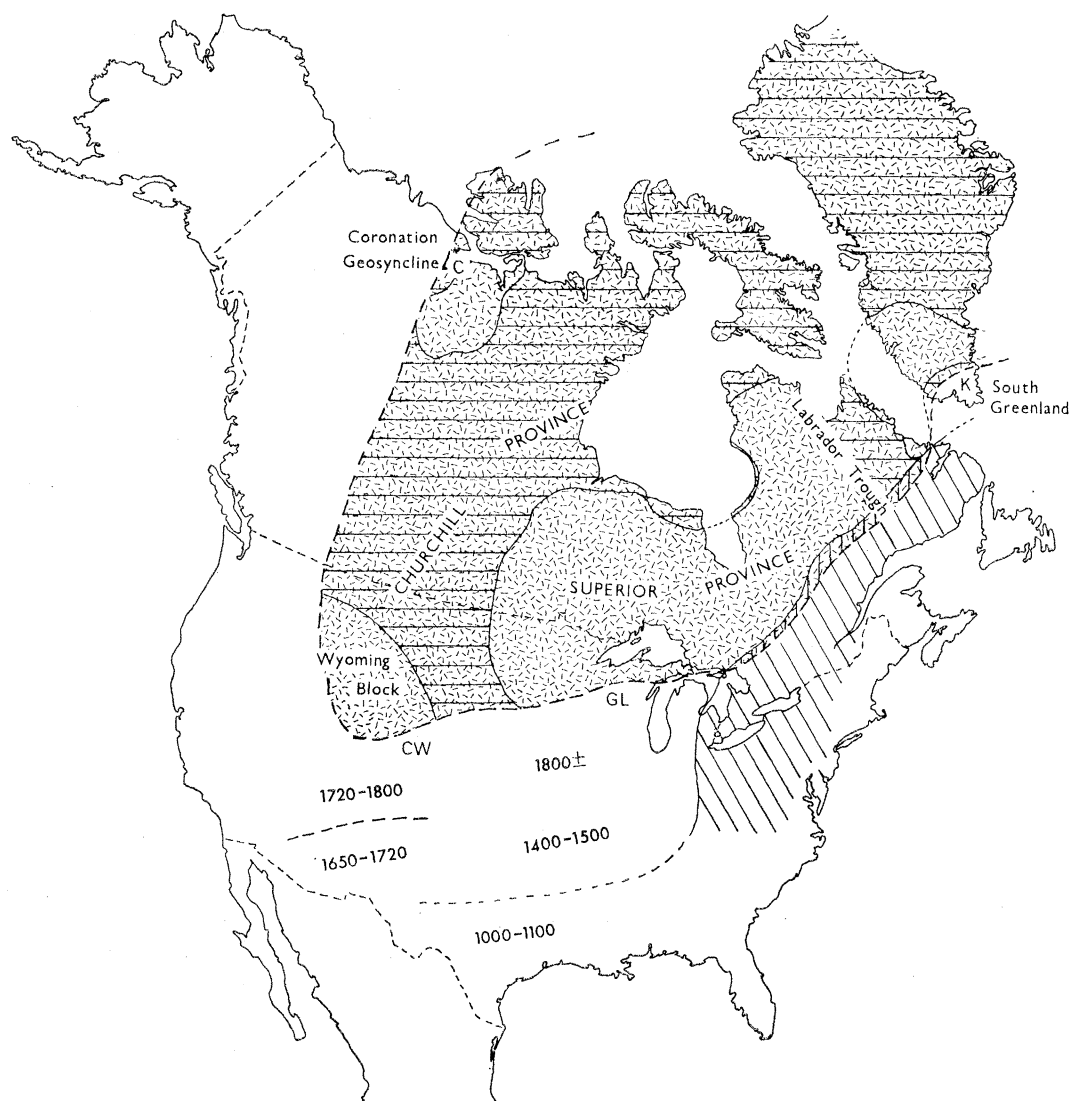 Coronation
Geosyncline
C
K
South
Greenland
PROVINCE
Labrador Trough
CHURCHILL
SUPERIOR
PROVINCE
Wyoming
Block
GL
CW
1800±
1720-1800
1650-1720
1400-1500
1000-1100